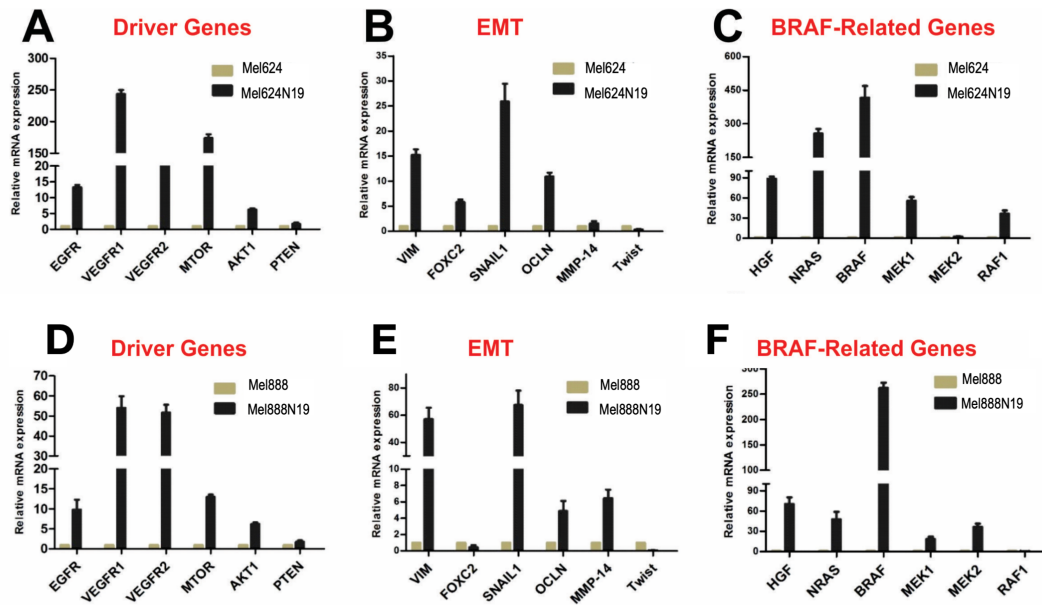 A
Driver Genes
Relative mRNA expression
300
250
200
150
100
20
15
10
5
0
Mel624
Mel624N19
EGFR
VEGFR1
VEGFR2
MTOR
AKT1
PTEN
B
EMT
Relative mRNA expression
35
30
25
20
15
10
5
0
Mel624
Mel624N19
VIM
FOXC2
SNAIL1
OCLN
MMP-14
Twist
C
BRAF-Related Genes
Relative mRNA expression
600
450
300
150
90
60
30
0
Mel624
Mel624N19
HGF
NRAS
BRAF
MEK1
MEK2
RAF1
D
Driver Genes
Relative mRNA expression
70
60
50
40
30
20
15
10
5
0
Mel888
Mel888N19
EGFR
VEGFR1
VEGFR2
MTOR
AKT1
PTEN
E
EMT
Relative mRNA expression
80
60
40
8
6
4
2
0
Mel888
Mel888N19
VIM
FOXC2
SNAIL1
OCLN
MMP-14
Twist
F
BRAF-Related Genes
Relative mRNA expression
300
250
200
150
100
90
60
30
0
Mel888
Mel888N19
HGF
NRAS
BRAF
MEK1
MEK2
RAF1